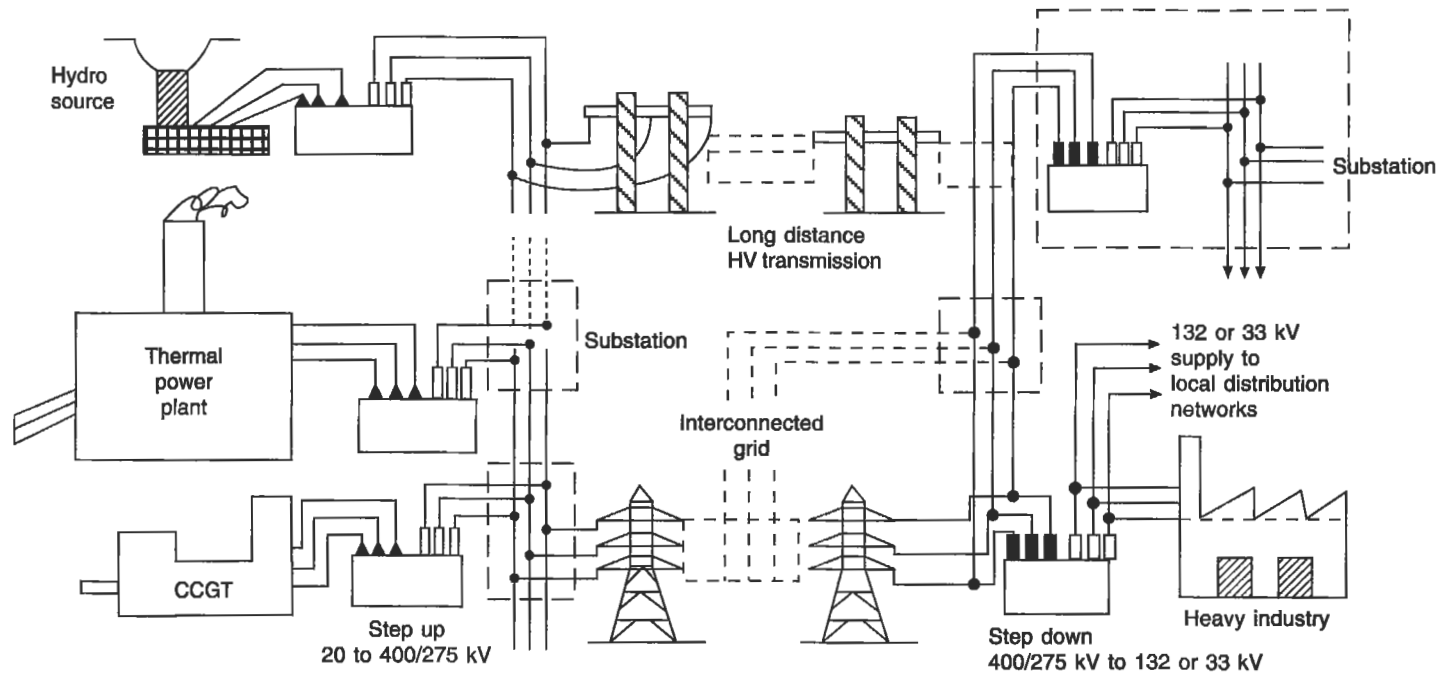 Hydro
source
Long distance
HV transmission
Substation
Thermal
power
plant
Substation
Interconnected
grid
132 or 33 kV
supply to
local distribution
networks
CCGT
Step up
20 to 400/275 kV
Step down
400/275 kV to 132 or 33 kV
Heavy industry